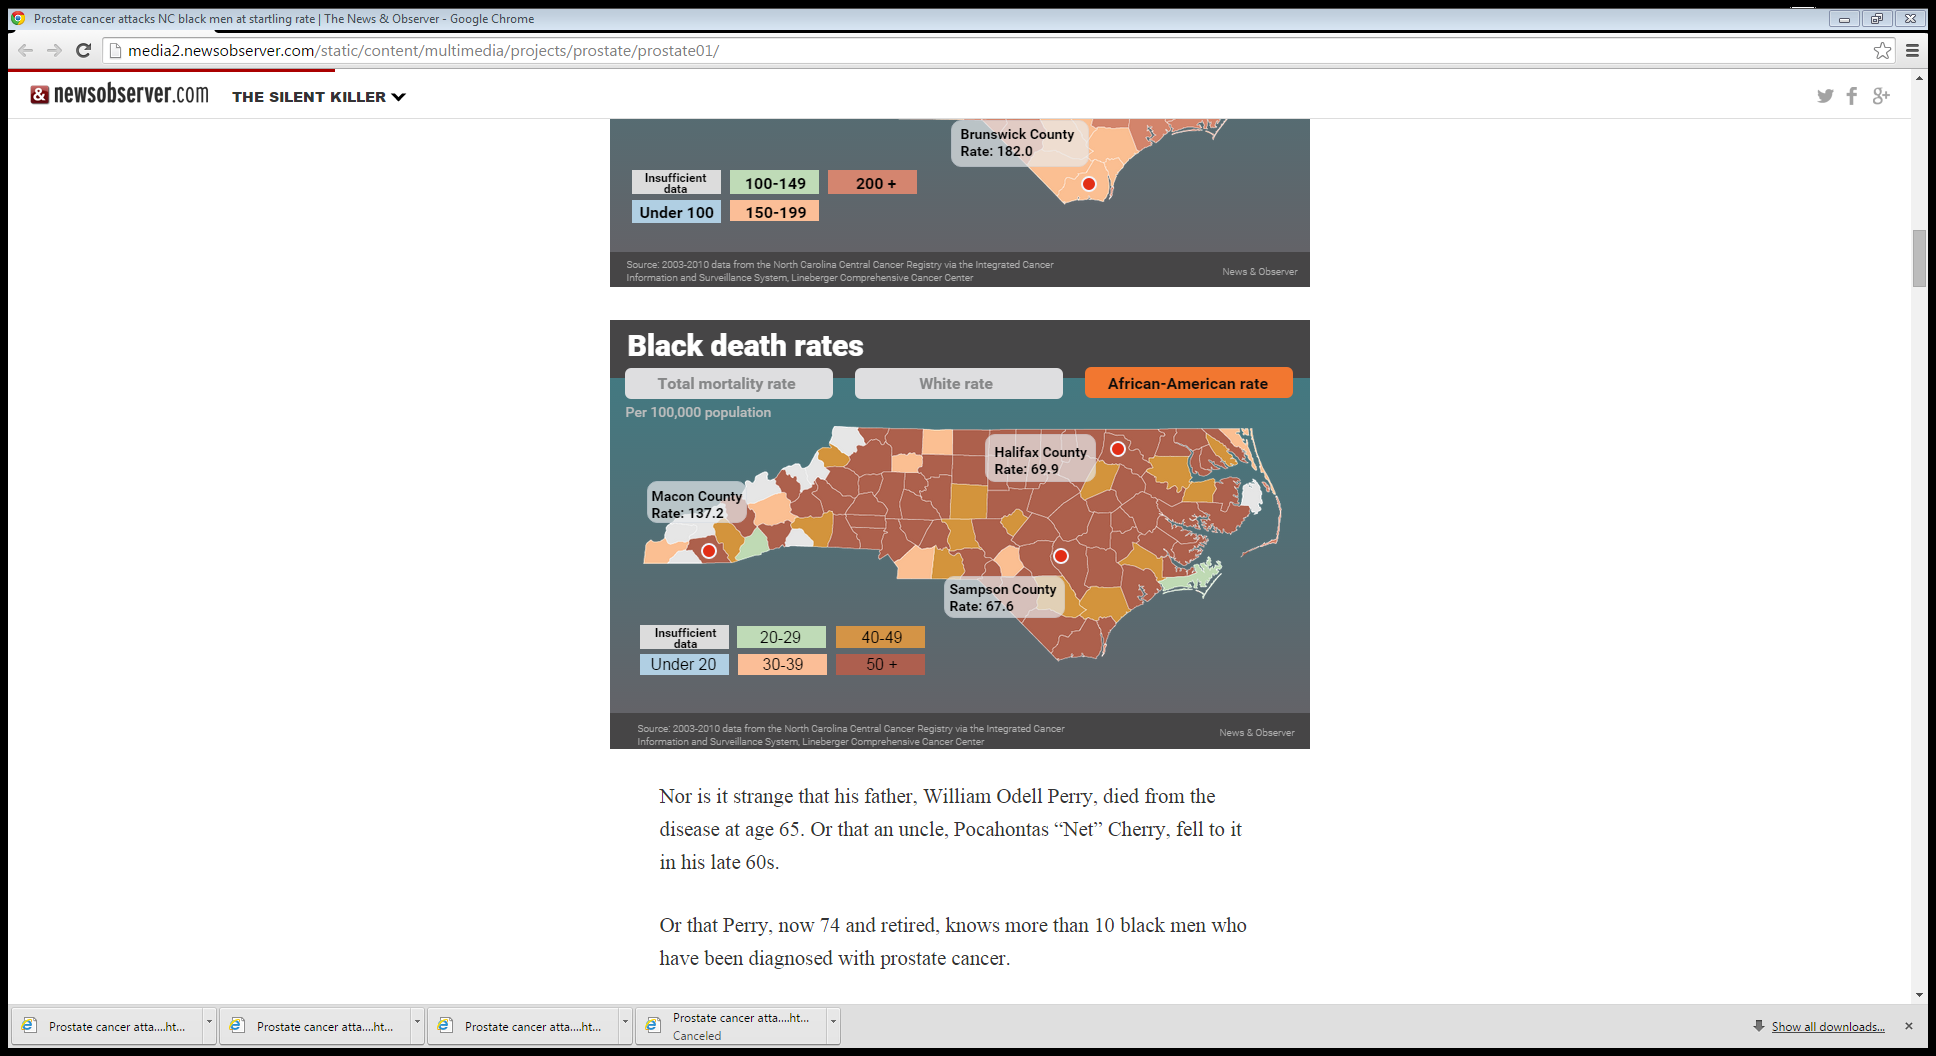 Prostate cancer attacks NC black men at startling rate | The News & Observer - Google Chrome
media2.newsobserver.com/static/content/multimedia/projects/prostate/prostate01/
& newsobserver.com THE SILENT KILLER
Brunswick County
Rate: 182.0
Insufficient data 100-149 200 +
Under 100 150-199
Source: 2003-2010 data from the North Carolina Central Cancer Registry via the Integrated Cancer
Information and Surveillance System, Lineberger Comprehensive Cancer Center
News & Observer
Black death rates
Total mortality rate White rate African-American rate
Per 100,000 population
Halifax County
Rate: 69.9
Macon County
Rate: 137.2
Sampson County
Rate: 67.6
Insufficient data 20-29 40-49
Under 20 30-39 50 +
Source: 2003-2010 data from the North Carolina Central Cancer Registry via the Integrated Cancer
Information and Surveillance System, Lineberger Comprehensive Cancer Center
News & Observer
Nor is it strange that his father, William Odell Perry, died from the
disease at age 65. Or that an uncle, Pocahontas “Net” Cherry, fell to it
in his late 60s.
Or that Perry, now 74 and retired, knows more than 10 black men who
have been diagnosed with prostate cancer.
Prostate cancer atta....ht... Prostate cancer atta....ht... Prostate cancer atta....ht... Prostate cancer atta....ht...
Canceled
Show all downloads...